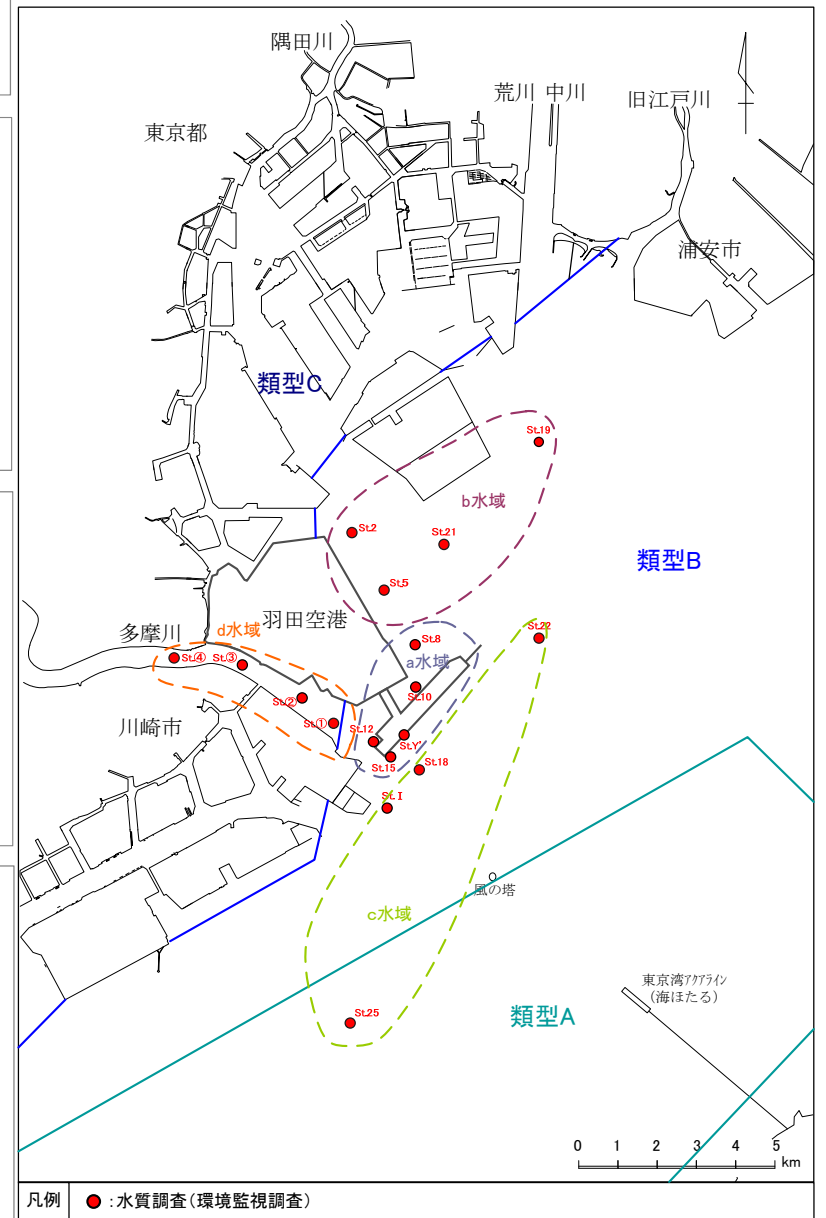 隅田川
荒川 中川
旧江戸川
東京都
浦安市
類型C
St.19
b水域
St.2
St.21
類型B
St.5
羽田空港
多摩川
d水域
St.8
St.22
St.④
St.③
a水域
St.10
St.②
川崎市
St.①
St.12
St.Y'
St.15
St.18
St.I
風の塔
c水域
東京湾アクアライン
(海ほたる)
類型A
St.25
0 1 2 3 4 5
km
凡例
:水質調査(環境監視調査)